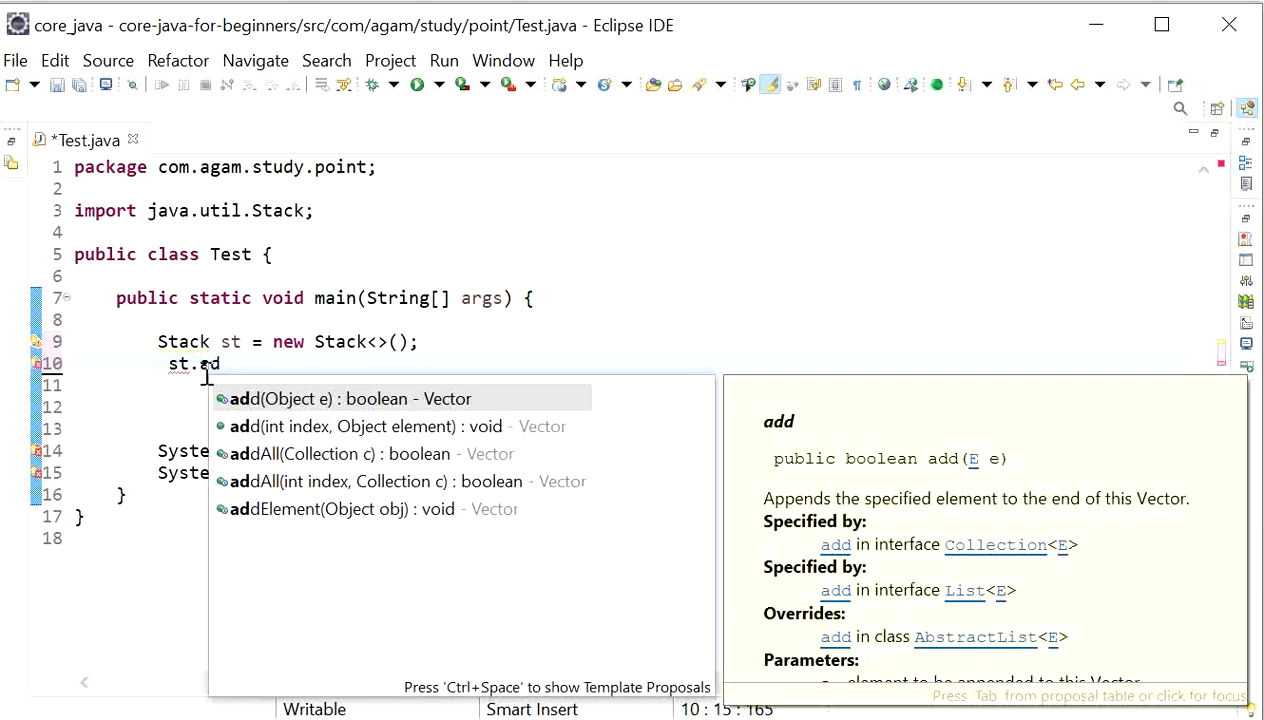 core_java - core-java-for-beginners/src/com/agam/study/point/Test.java - Eclipse IDE
File Edit Source Refactor Navigate Search Project Run Window Help
*Test.java
1 package com.agam.study.point;
2
3 import java.util.Stack;
4
5 public class Test {
6
7 public static void main(String[] args) {
8
9 Stack st = new Stack<>();
10 st.ad
11
12
13
14 Syste
15 Syste
16 }
17 }
18
add(Object e) : boolean - Vector
add(int index, Object element) : void - Vector
addAll(Collection c) : boolean - Vector
addAll(int index, Collection c) : boolean - Vector
addElement(Object obj) : void - Vector
Press 'Ctrl+Space' to show Template Proposals
add
public boolean add(E e)
Appends the specified element to the end of this Vector.
Specified by:
add in interface Collection<E>
Specified by:
add in interface List<E>
Overrides:
add in class AbstractList<E>
Parameters:
element to be appended to this Vector
Press 'Tab' from proposal table or click for focus
Writable Smart Insert 10 : 15 : 165